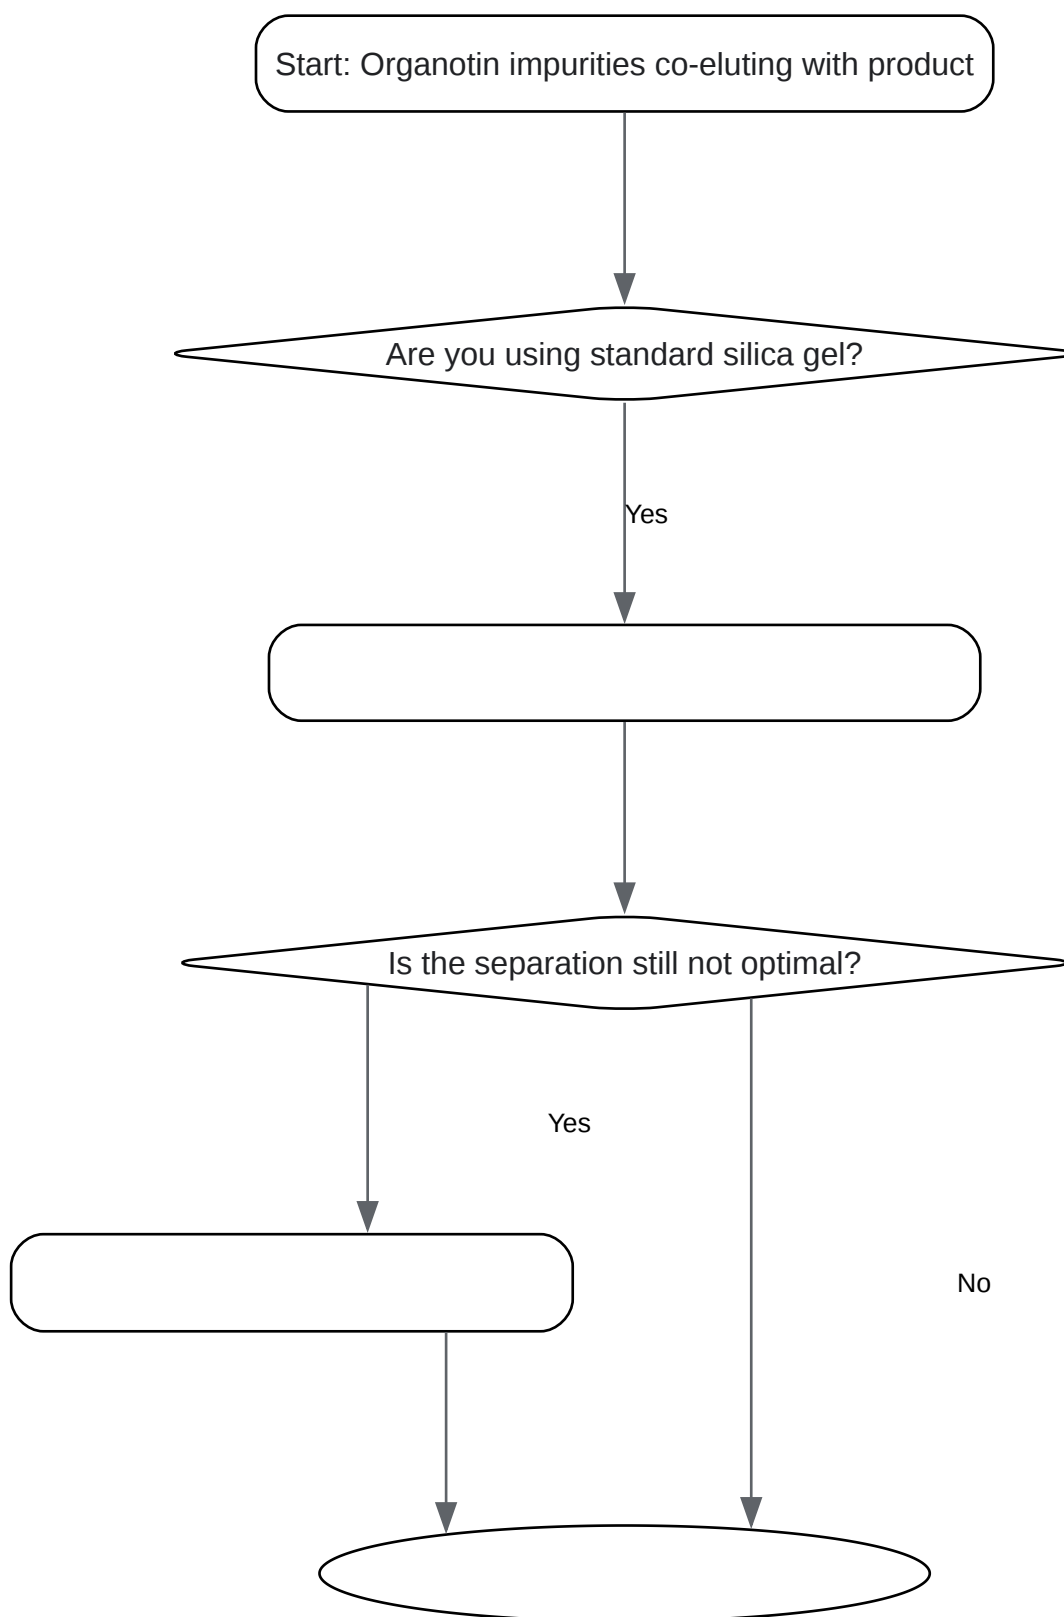 Start: Organotin impurities co-eluting with product
Are you using standard silica gel?
Yes
Is the separation still not optimal?
Yes
No